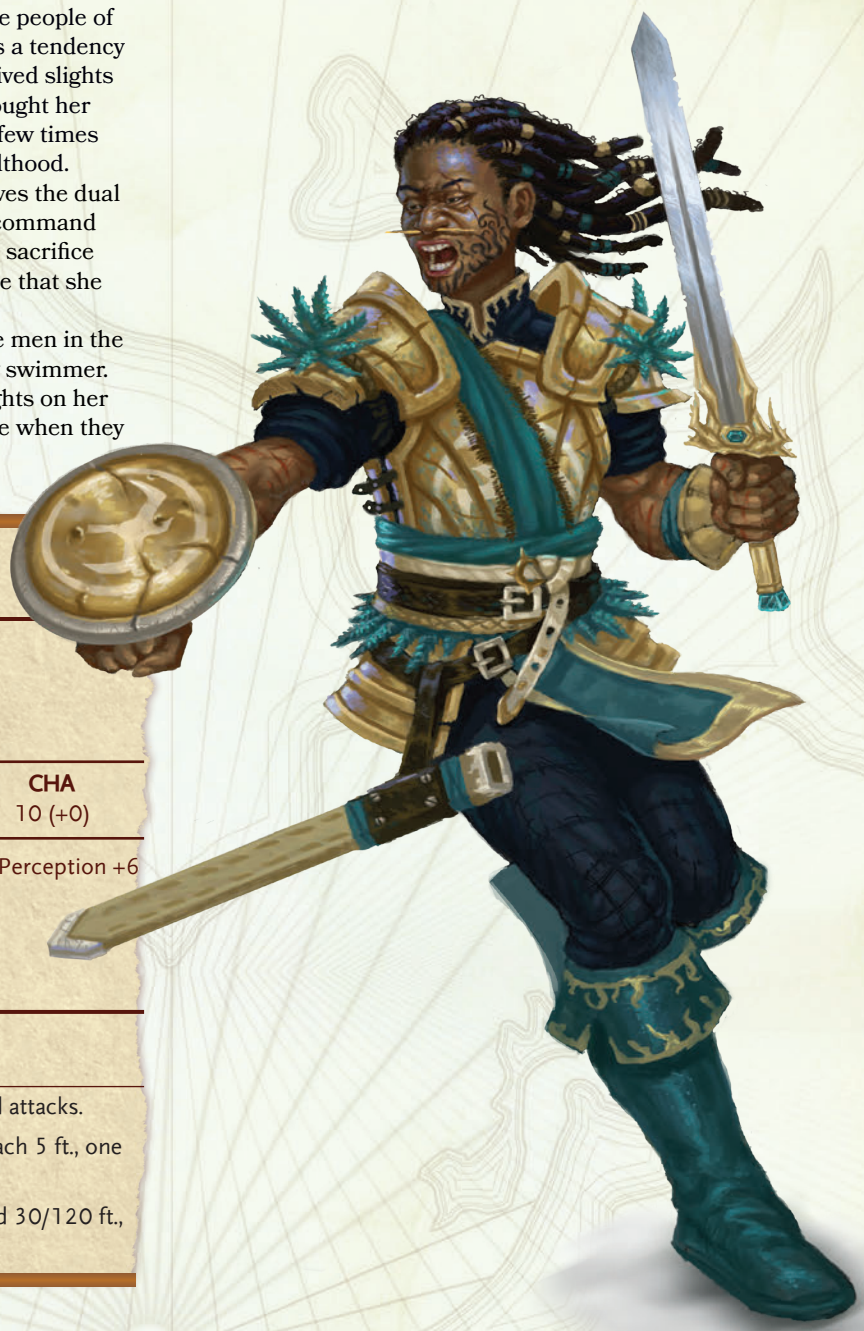 e people of
s a tendency
ived slights
ought her
few times
lthood.
ves the dual
command
sacrifice
e that she
e men in the
swimmer.
ghts on her
e when they
CHA
10 (+0)
Perception +6
l attacks.
ach 5 ft., one
d 30/120 ft.,